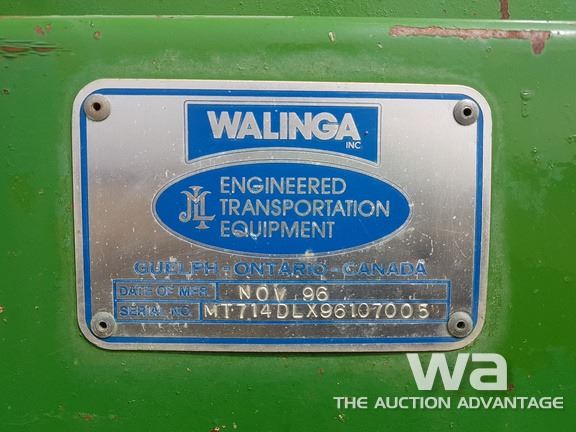 WALINGA
INC
JML
ENGINEERED
TRANSPORTATION
EQUIPMENT
GUELPH - ONTARIO - CANADA
DATE OF MFR. NOV 96
SERIAL NO. MT714DLX96107005
wa
THE AUCTION ADVANTAGE